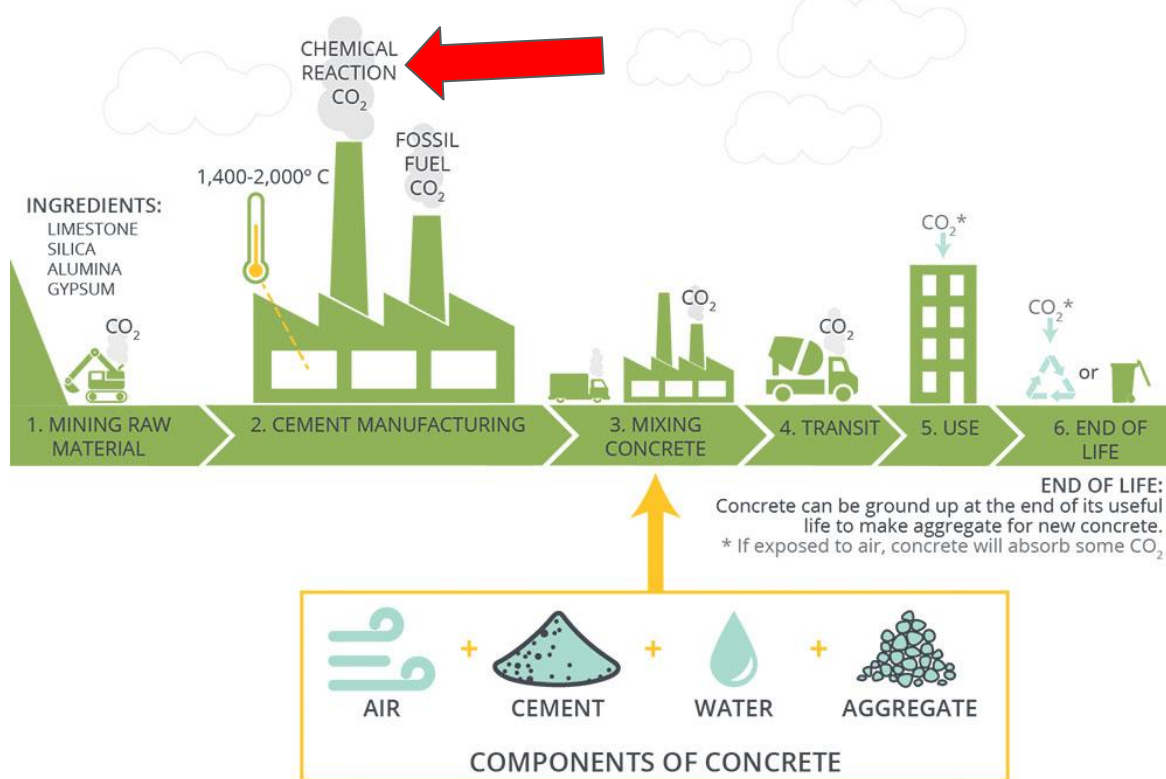 CHEMICAL
REACTION
CO₂
FOSSIL
FUEL
CO₂
1,400-2,000° C
INGREDIENTS:
LIMESTONE
SILICA
ALUMINA
GYPSUM
CO₂
CO₂
CO₂
CO₂*
CO₂*
or
1. MINING RAW
MATERIAL
2. CEMENT MANUFACTURING
3. MIXING
CONCRETE
4. TRANSIT
5. USE
6. END OF
LIFE
END OF LIFE:
Concrete can be ground up at the end of its useful
life to make aggregate for new concrete.
* If exposed to air, concrete will absorb some CO₂
+
+
+
AIR
CEMENT
WATER
AGGREGATE
COMPONENTS OF CONCRETE